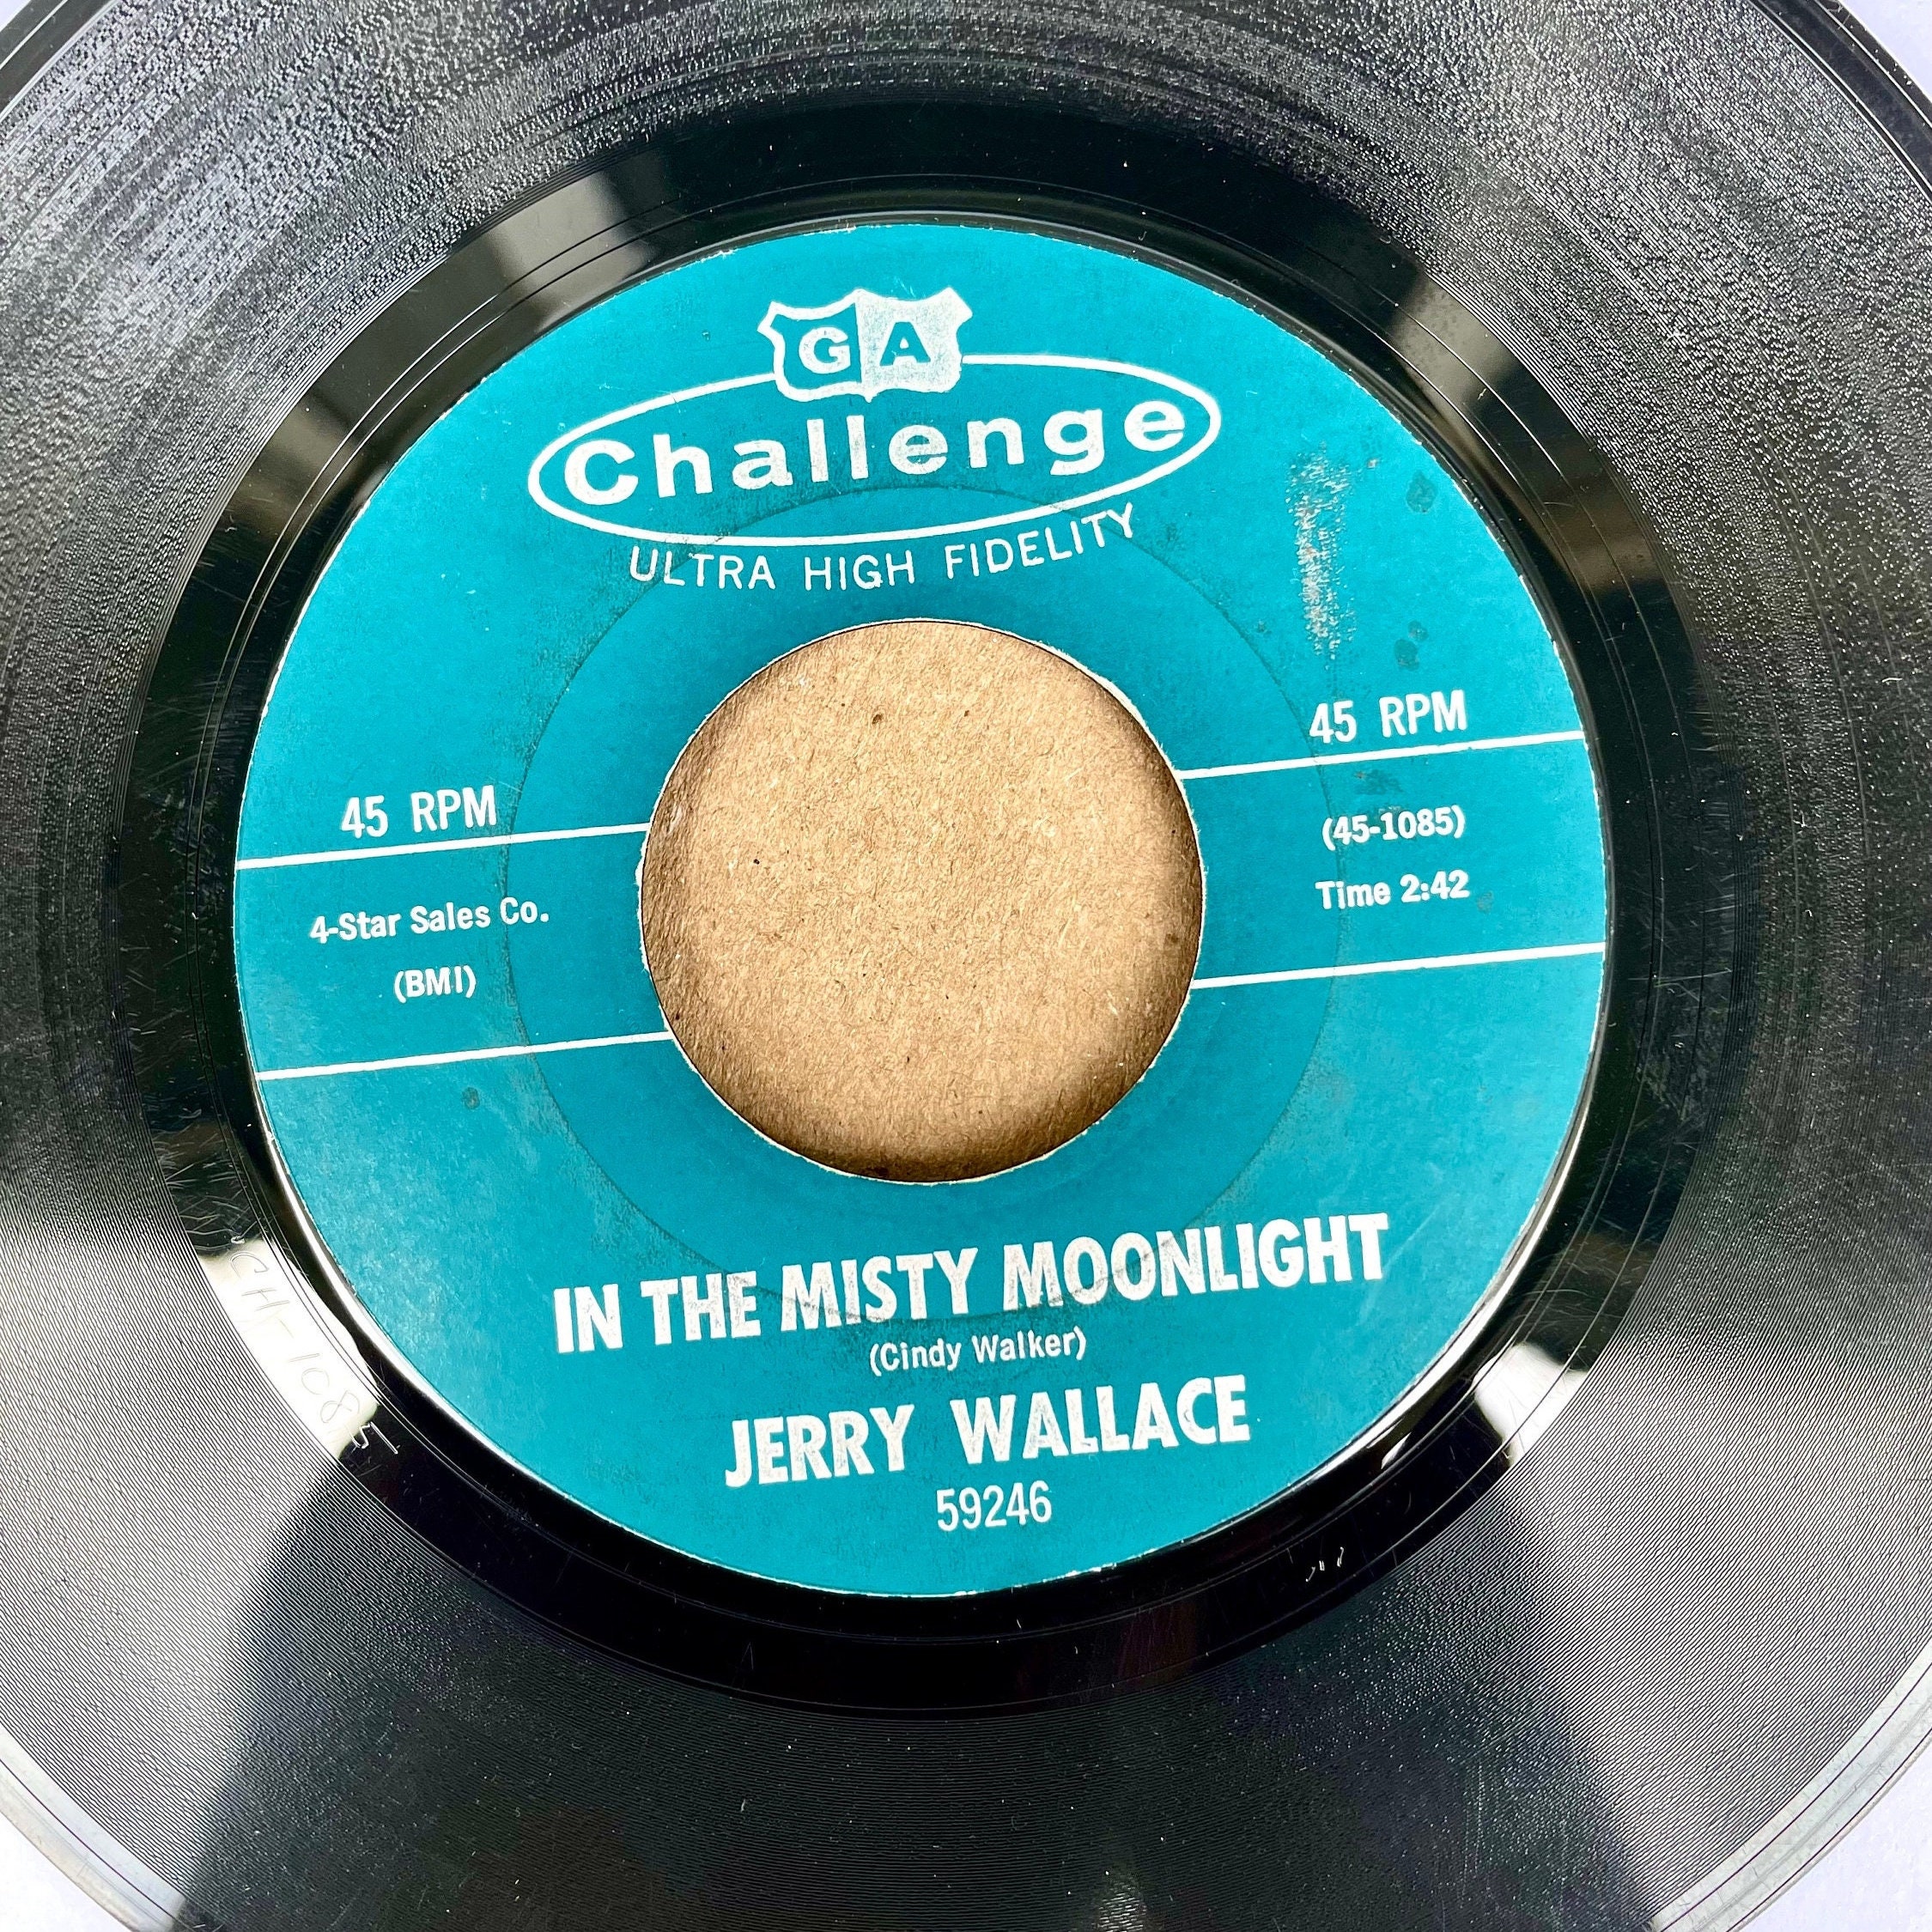 G A
Challenge
ULTRA HIGH FIDELITY
45 RPM
45 RPM
4-Star Sales Co.
(BMI)
(45-1085)
Time 2:42
IN THE MISTY MOONLIGHT
(Cindy Walker)
JERRY WALLACE
59246